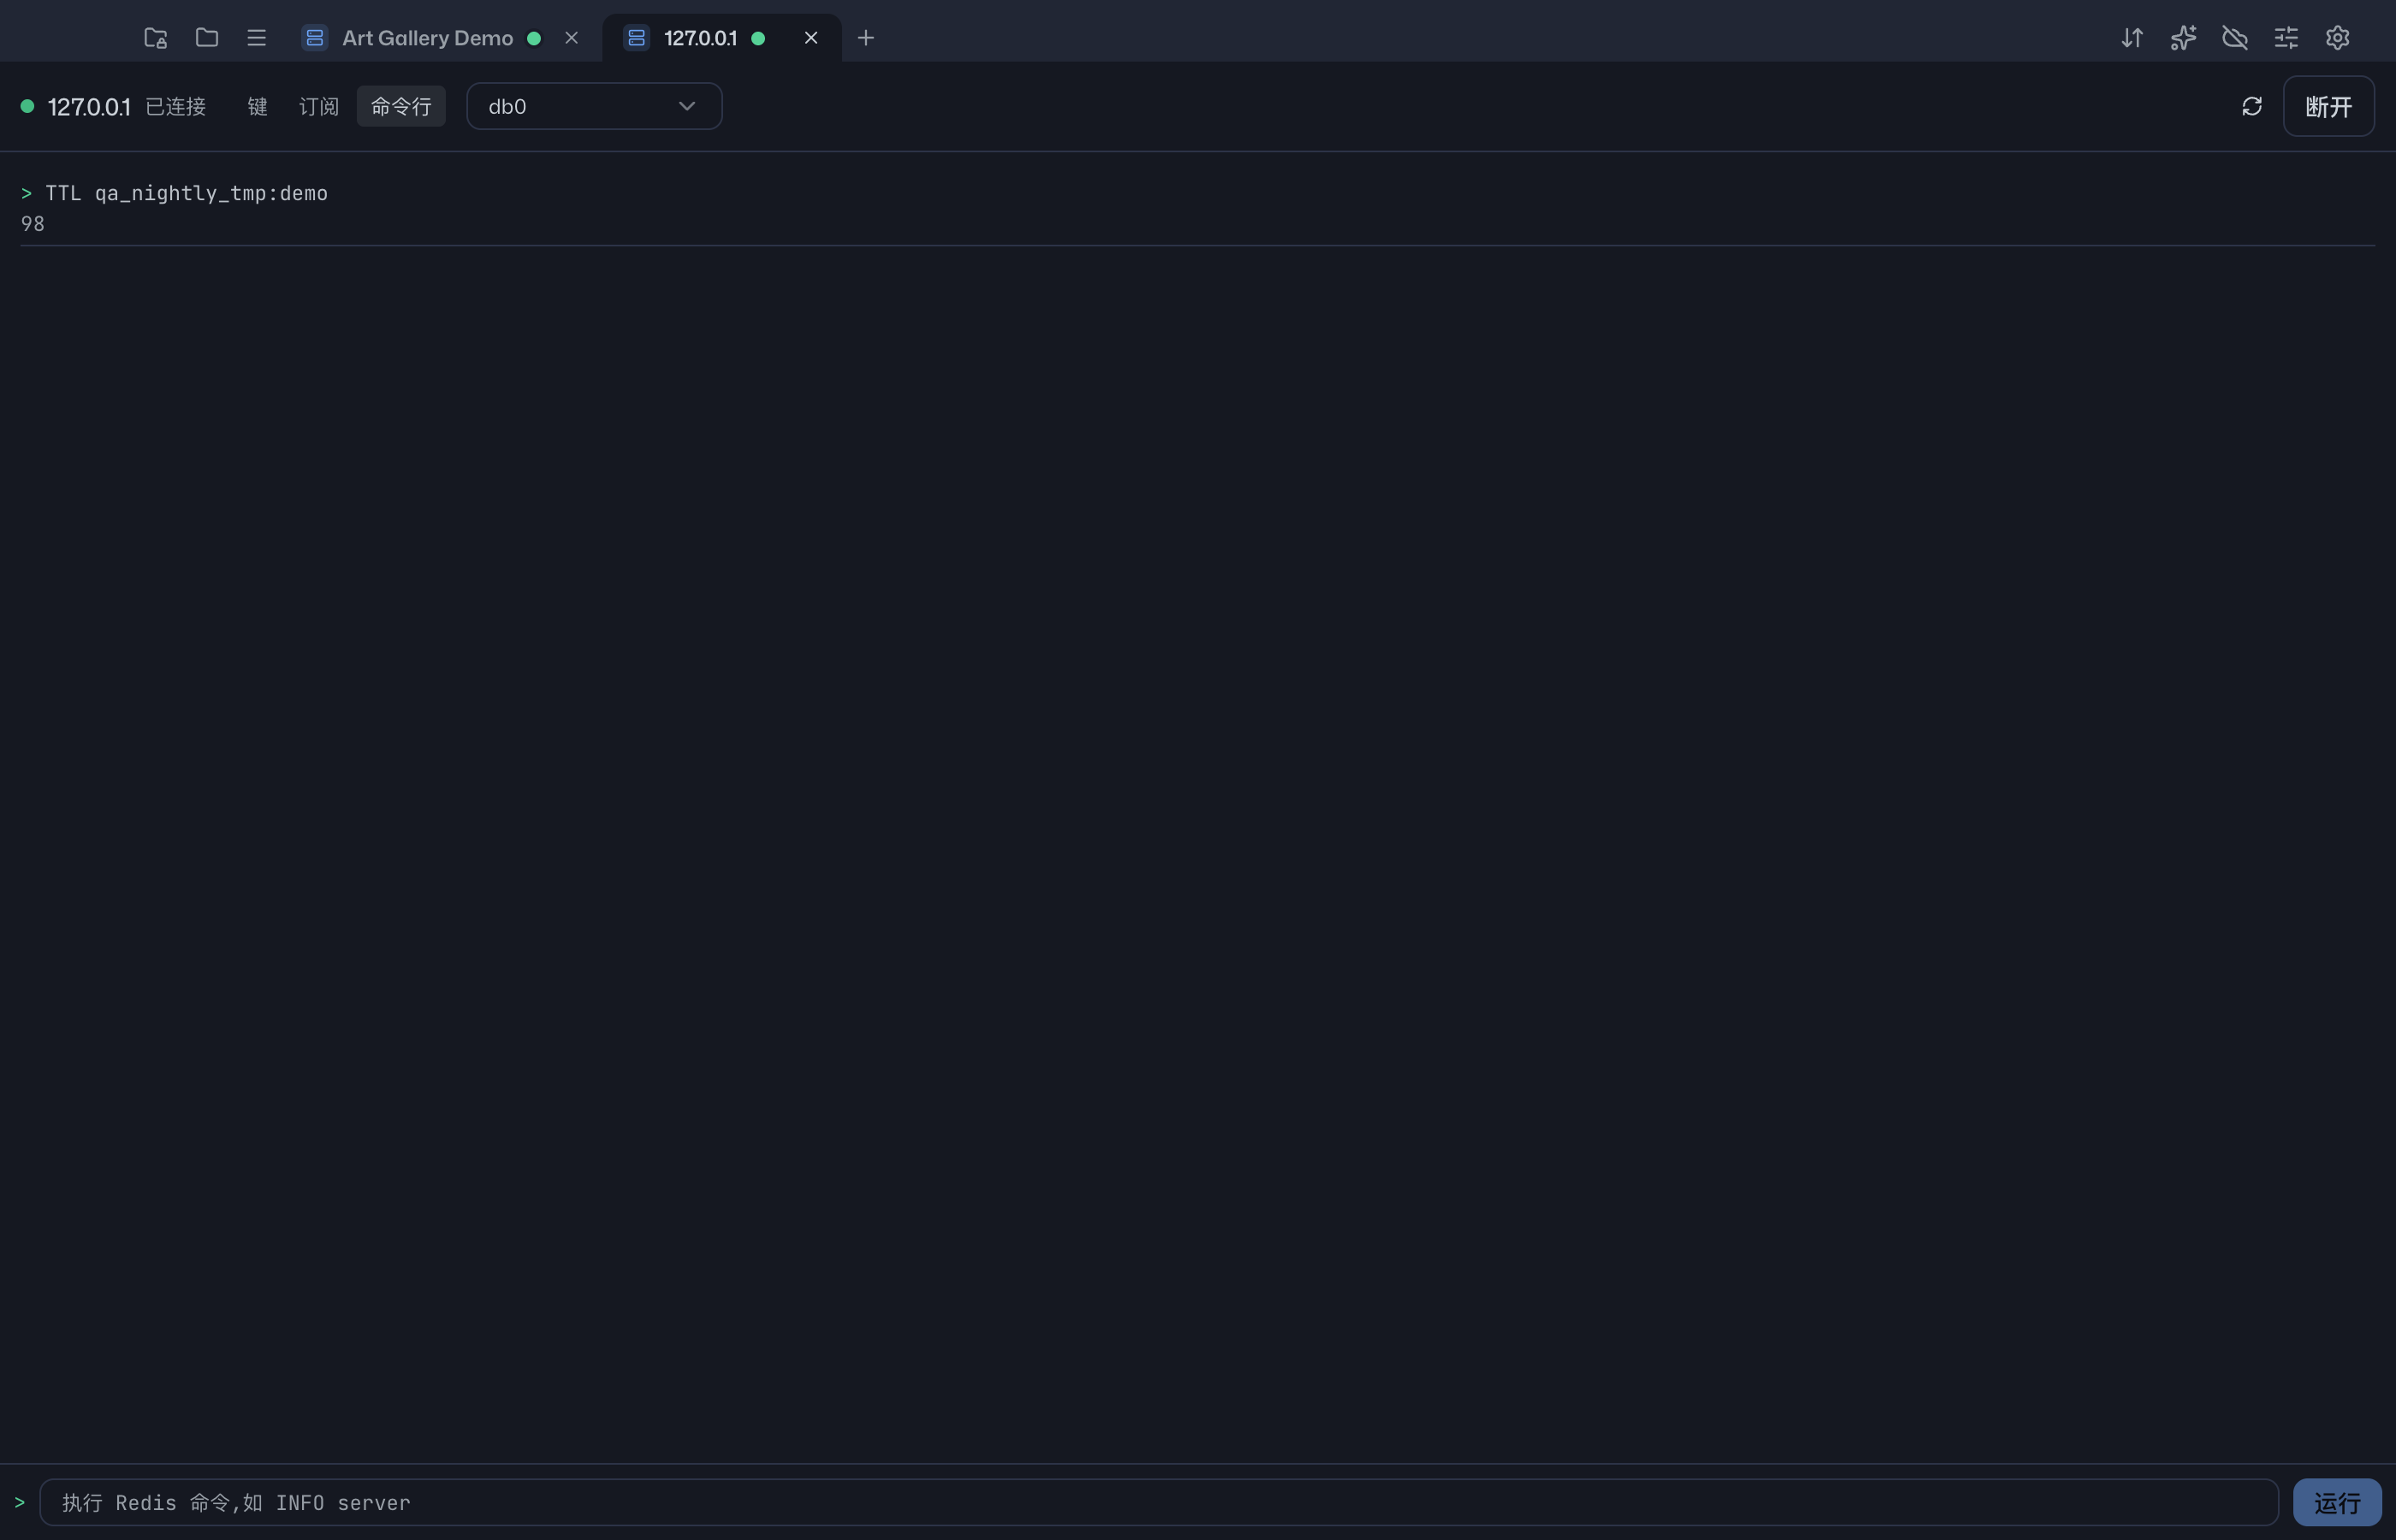 Art Gallery Demo
127.0.0.1
127.0.0.1 已连接 键 订阅 命令行 db0 断开
> TTL qa_nightly_tmp:demo
98
> 执行 Redis 命令,如 INFO server 运行